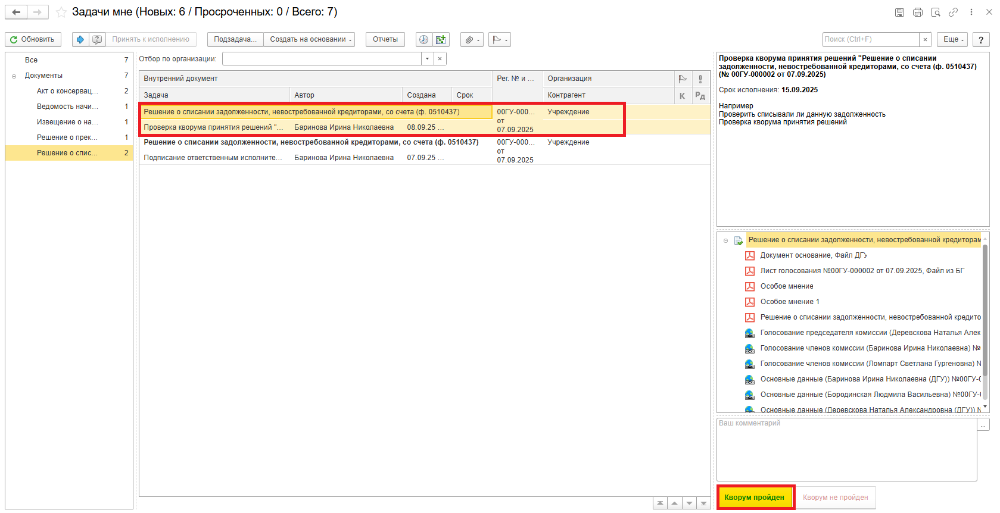 Задачи мне (Новых: 6 / Просроченных: 0 / Всего: 7)
Обновить
Принять к исполнению
Подзадача...
Создать на основании
Отчеты
Поиск (Ctrl+F)
×
Еще
?
Все 7
Документы 7
Акт о консервац... 2
Ведомость начи... 1
Извещение о на... 1
Решение о прек... 1
Решение о спис... 2
Отбор по организации:
Внутренний документ
Рег. № и ...
Организация
Задача
Автор
Создана
Срок
Контрагент
К
Рд
Решение о списании задолженности, невостребованной кредиторами, со счета (ф. 0510437)
00ГУ-000...
от
07.09.2025
Учреждение
Проверка кворума принятия решений "...
Баринова Ирина Николаевна
08.09.25 ...
Решение о списании задолженности, невостребованной кредиторами, со счета (ф. 0510437)
00ГУ-000...
от
07.09.2025
Учреждение
Подписание ответственным исполните...
Баринова Ирина Николаевна
07.09.25 ...
Проверка кворума принятия решений "Решение о списании
задолженности, невостребованной кредиторами, со счета (ф. 0510437)
(№ 00ГУ-000002 от 07.09.2025)
Срок исполнения: 15.09.2025
Например
Проверить списывали ли данную задолженность
Проверка кворума принятия решений
Решение о списании задолженности, невостребованной кредиторам
Документ основание, Файл ДГУ
Лист голосования №00ГУ-000002 от 07.09.2025, Файл из БГ
Особое мнение
Особое мнение 1
Решение о списании задолженности, невостребованной кредито
Голосование председателя комиссии (Деревскова Наталья Алек
Голосование членов комиссии (Баринова Ирина Николаевна) №
Голосование членов комиссии (Ломпарт Светлана Гургеновна) N
Основные данные (Баринова Ирина Николаевна (ДГУ)) №00ГУ-0
Основные данные (Бородинская Людмила Васильевна) №00ГУ-
Основные данные (Деревскова Наталья Александровна (ДГУ)) N
Ваш комментарий
...
Кворум пройден
Кворум не пройден